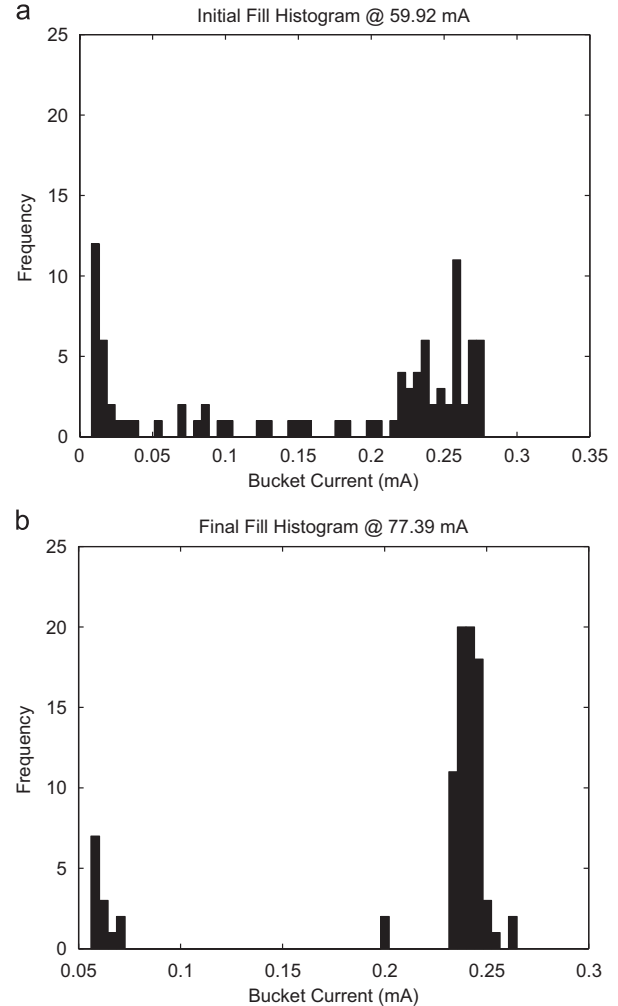 a
Initial Fill Histogram @ 59.92 mA
25
20
15
10
5
0
Frequency
0 0.05 0.1 0.15 0.2 0.25 0.3 0.35
Bucket Current (mA)
b
Final Fill Histogram @ 77.39 mA
25
20
15
10
5
0
Frequency
0.05 0.1 0.15 0.2 0.25 0.3
Bucket Current (mA)